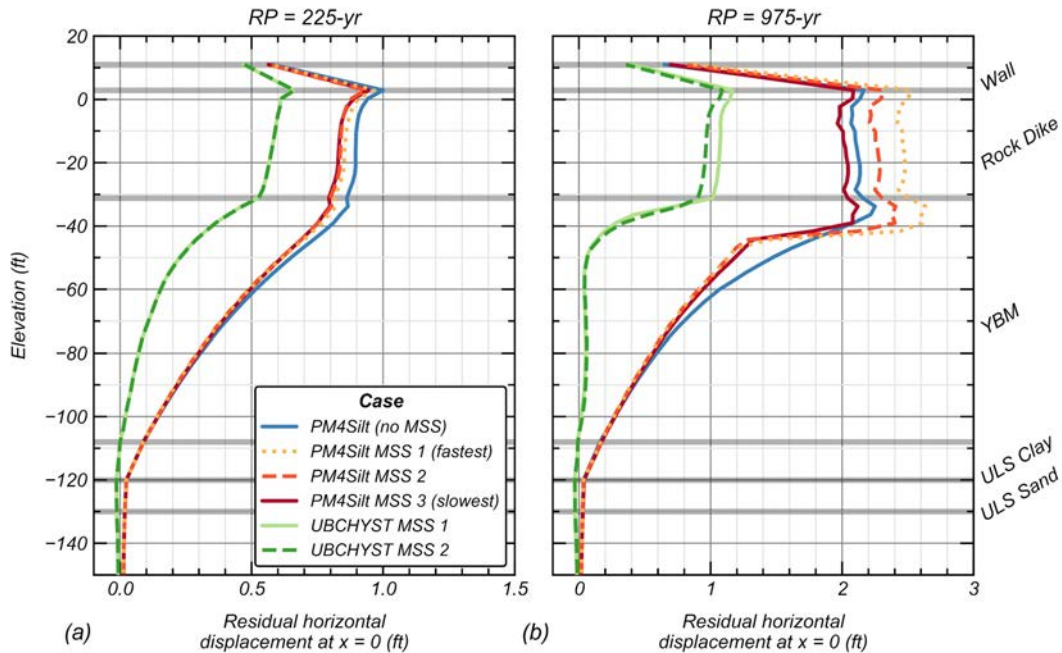 RP = 225-yr
RP = 975-yr
20
0
−20
−40
−60
−80
−100
−120
−140
Elevation (ft)
Wall
Rock Dike
YBM
ULS Clay
ULS Sand
Case
PM4Silt (no MSS)
PM4Silt MSS 1 (fastest)
PM4Silt MSS 2
PM4Silt MSS 3 (slowest)
UBCHYST MSS 1
UBCHYST MSS 2
0.0 0.5 1.0 1.5
0 1 2 3
(a)
Residual horizontal
displacement at x = 0 (ft)
(b)
Residual horizontal
displacement at x = 0 (ft)